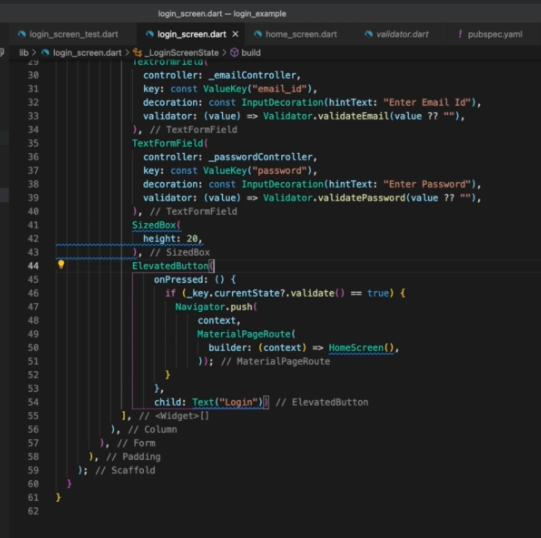 login_screen.dart — login_example
login_screen_test.dart login_screen.dart × home_screen.dart validator.dart ! pubspec.yaml
lib > login_screen.dart > _LoginScreenState > build
29 TextFormField(
30 controller: _emailController,
31 key: const ValueKey("email_id"),
32 decoration: const InputDecoration(hintText: "Enter Email Id"),
33 validator: (value) => Validator.validateEmail(value ?? ""),
34 ), // TextFormField
35 TextFormField(
36 controller: _passwordController,
37 key: const ValueKey("password"),
38 decoration: const InputDecoration(hintText: "Enter Password"),
39 validator: (value) => Validator.validatePassword(value ?? ""),
40 ), // TextFormField
41 SizedBox(
42 height: 20,
43 ), // SizedBox
44 ElevatedButton(
45 onPressed: () {
46 if (_key.currentState?.validate() == true) {
47 Navigator.push(
48 context,
49 MaterialPageRoute(
50 builder: (context) => HomeScreen(),
51 )); // MaterialPageRoute
52 }
53 },
54 child: Text("Login")) // ElevatedButton
55 ], // <Widget>[]
56 ), // Column
57 ), // Form
58 ), // Padding
59 ); // Scaffold
60 }
61 }
62